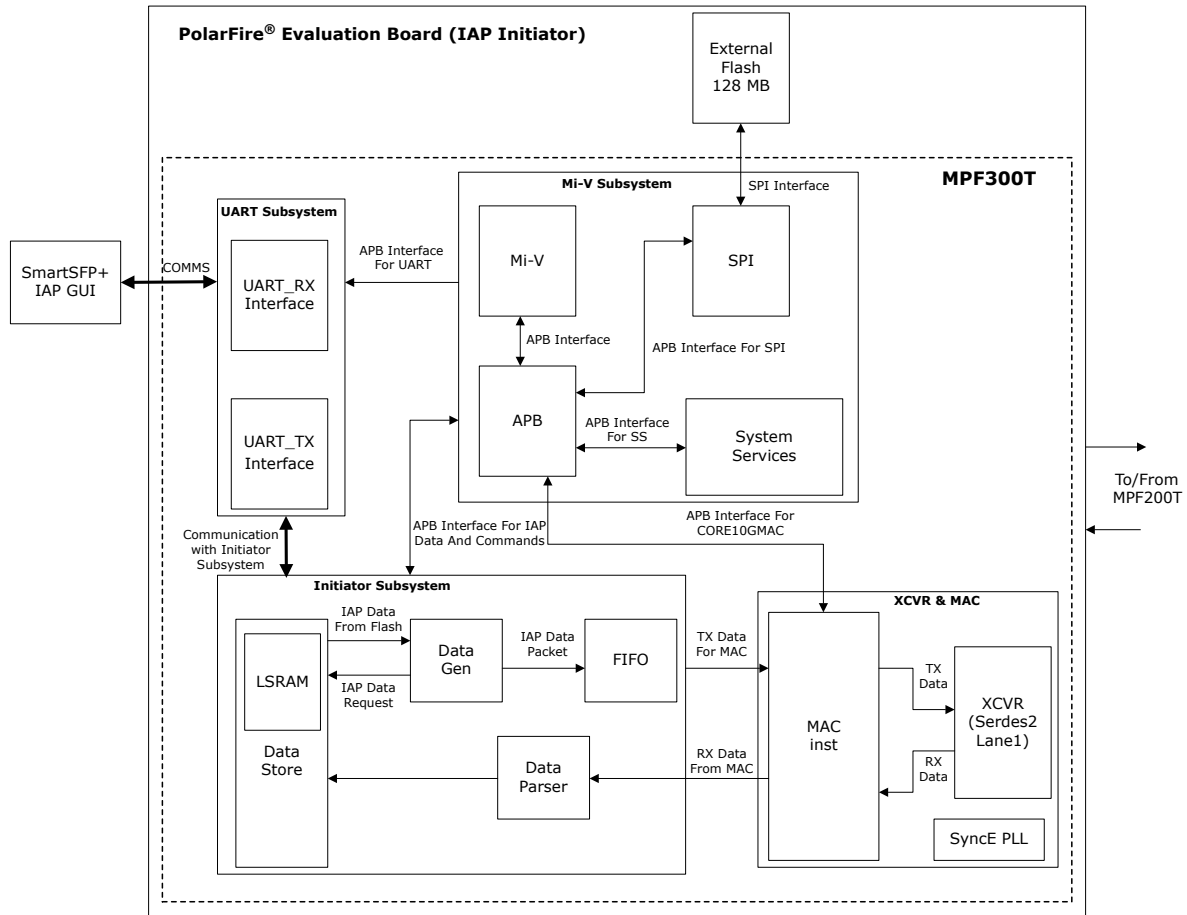 PolarFire® Evaluation Board (IAP Initiator)
External
Flash
128 MB
MPF300T
SPI Interface
Mi-V Subsystem
UART Subsystem
SmartSFP+
IAP GUI
COMMS
UART_RX
Interface
APB Interface
For UART
Mi-V
SPI
APB Interface
APB Interface For SPI
UART_TX
Interface
APB
APB Interface
For SS
System
Services
To/From
MPF200T
Communication
with Initiator
Subsystem
APB Interface For IAP
Data And Commands
APB Interface For
CORE10GMAC
Initiator Subsystem
XCVR & MAC
LSRAM
Data
Store
IAP Data
From Flash
IAP Data
Request
Data
Gen
IAP Data
Packet
FIFO
TX Data
For MAC
Data
Parser
RX Data
From MAC
MAC
inst
TX
Data
RX
Data
XCVR
(Serdes2
Lane1)
SyncE PLL